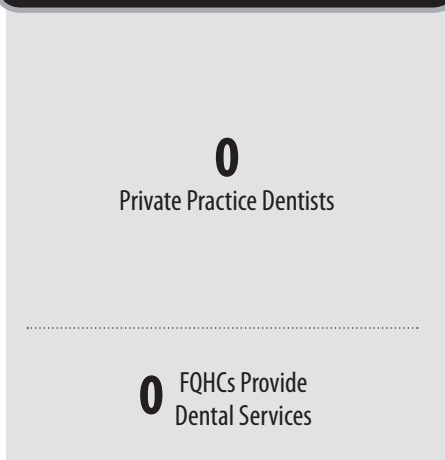 0
Private Practice Dentists
0 FQHCs Provide
Dental Services